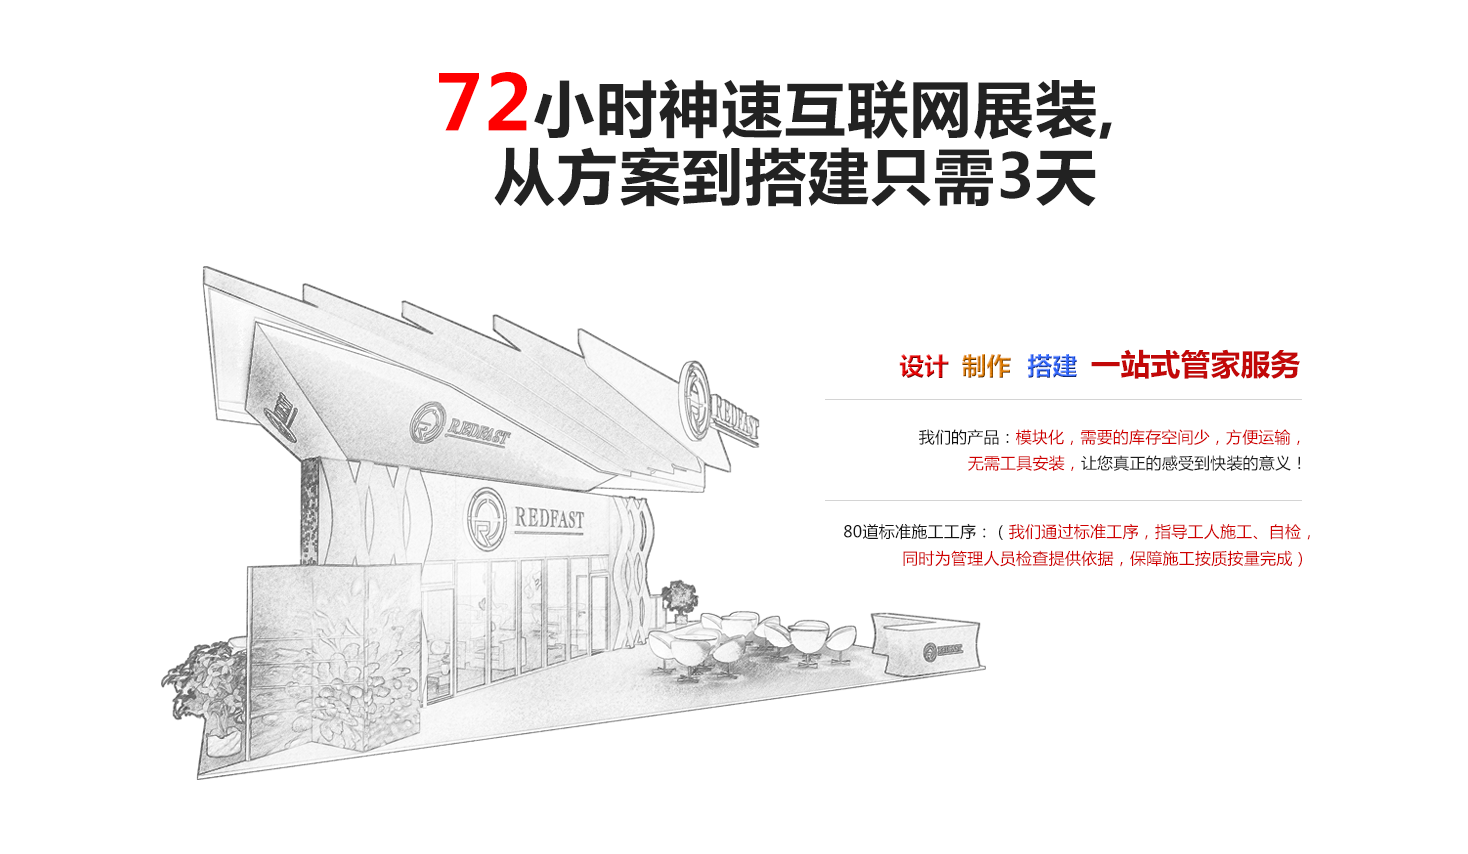 72小时神速互联网展装,
从方案到搭建只需3天
设计 制作 搭建 一站式管家服务
我们的产品：模块化，需要的库存空间少，方便运输，
无需工具安装，让您真正的感受到快装的意义！
80道标准施工工序：（我们通过标准工序，指导工人施工、自检，
同时为管理人员检查提供依据，保障施工按质按量完成）
REDFAST
REDFAST
REDFAST
REDFAST